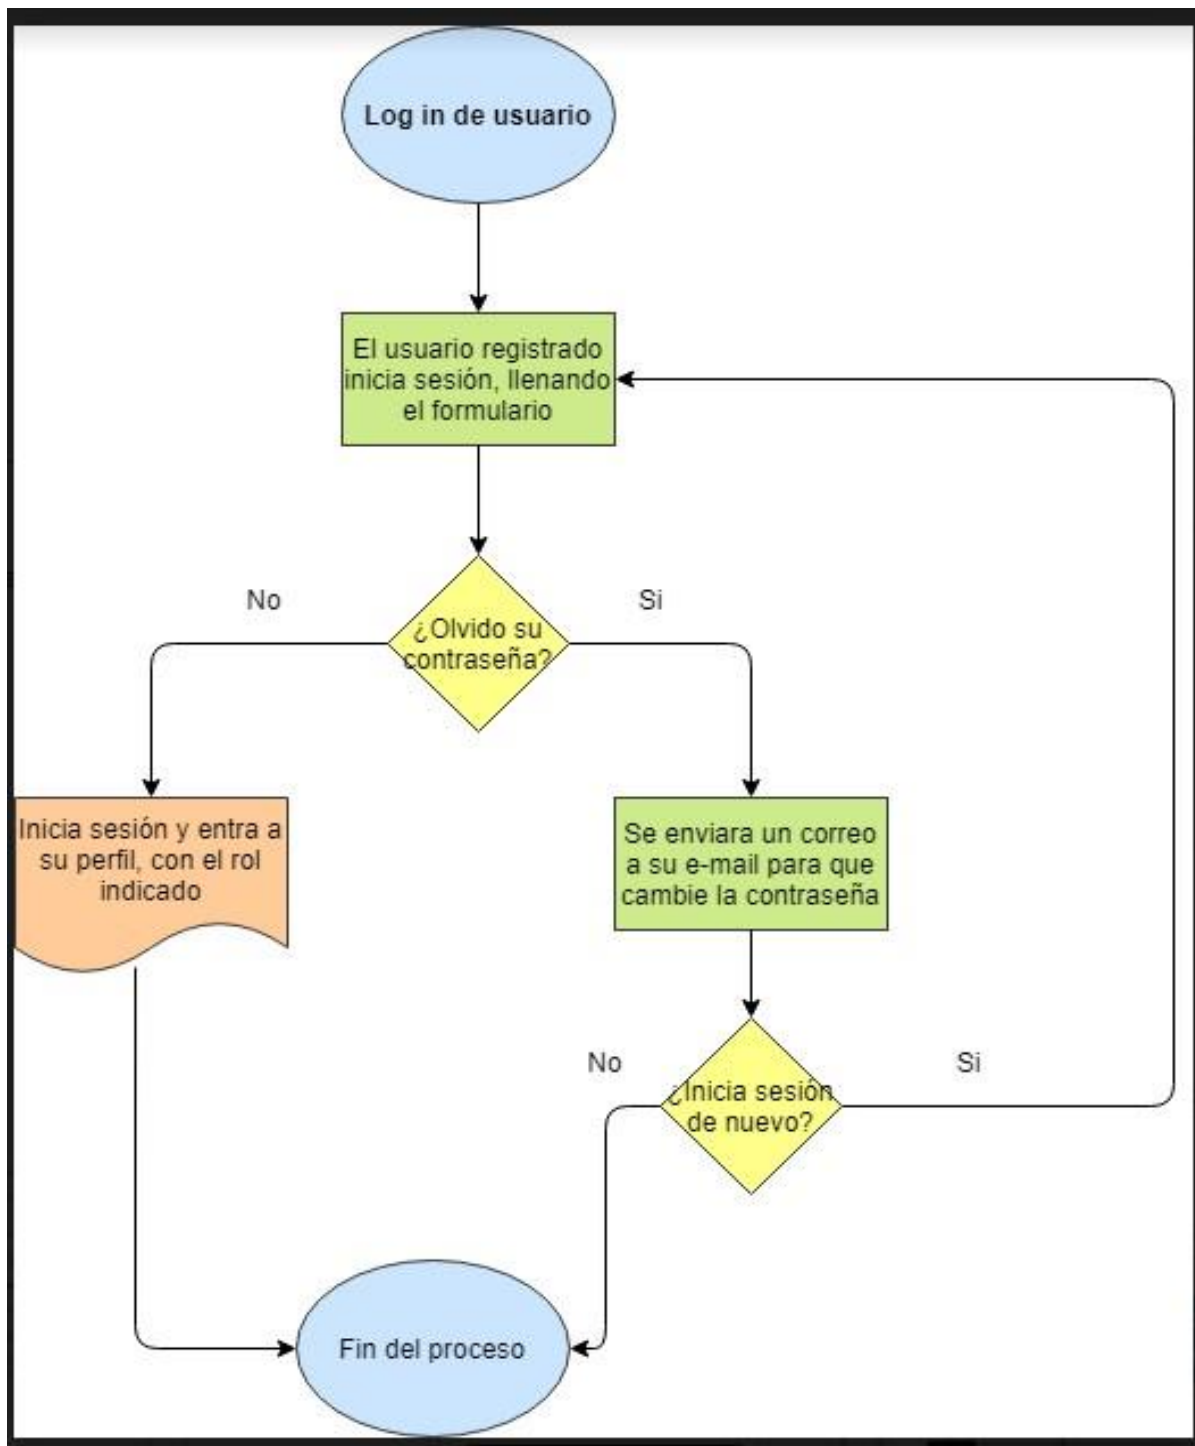 Log in de usuario
El usuario registrado
inicia sesión, llenando
el formulario
No
Si
¿Olvido su
contraseña?
Inicia sesión y entra a
su perfil, con el rol
indicado
Se enviara un correo
a su e-mail para que
cambie la contraseña
No
Si
¿Inicia sesión
de nuevo?
Fin del proceso